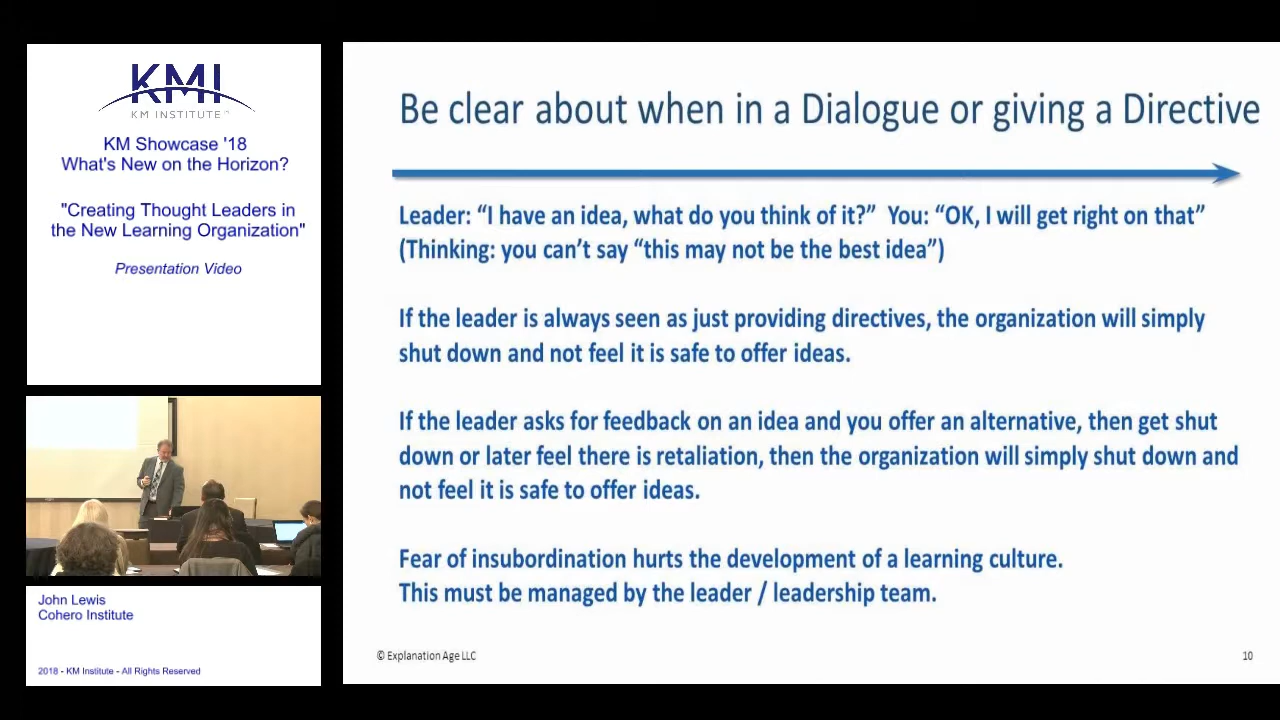 KMI
KM INSTITUTE™
KM Showcase '18
What's New on the Horizon?
"Creating Thought Leaders in
the New Learning Organization"
Presentation Video
John Lewis
Cohero Institute
2018 - KM Institute - All Rights Reserved
Be clear about when in a Dialogue or giving a Directive
Leader: “I have an idea, what do you think of it?” You: “OK, I will get right on that”
(Thinking: you can’t say “this may not be the best idea”)
If the leader is always seen as just providing directives, the organization will simply
shut down and not feel it is safe to offer ideas.
If the leader asks for feedback on an idea and you offer an alternative, then get shut
down or later feel there is retaliation, then the organization will simply shut down and
not feel it is safe to offer ideas.
Fear of insubordination hurts the development of a learning culture.
This must be managed by the leader / leadership team.
© Explanation Age LLC
10